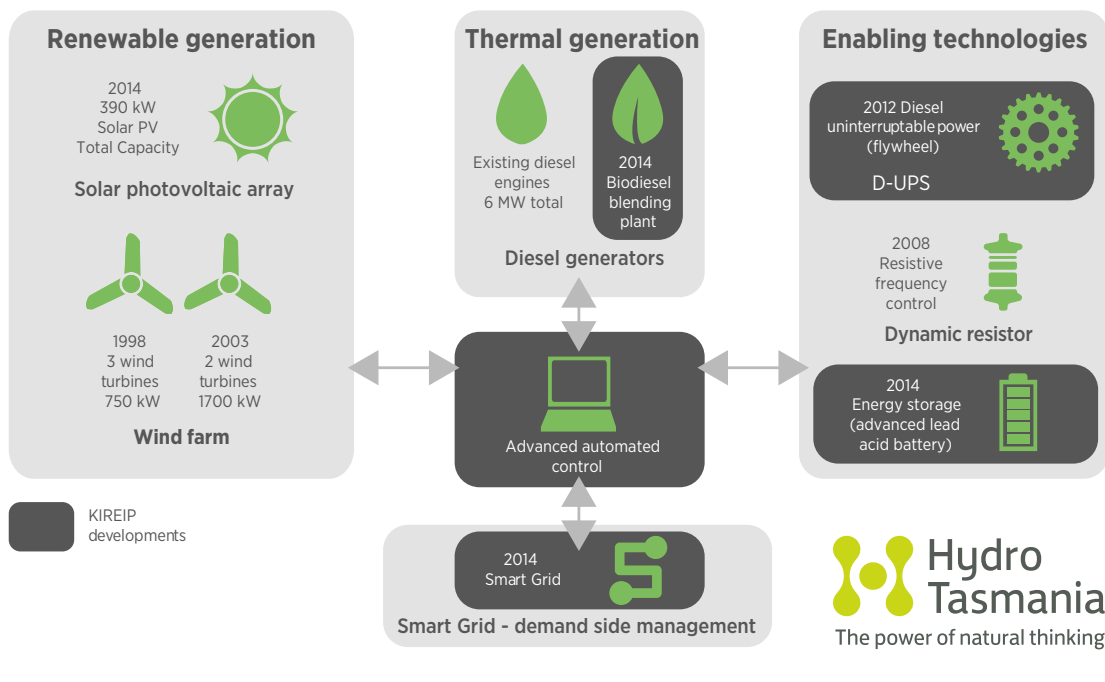 Renewable generation
2014
390 kW
Solar PV
Total Capacity
Solar photovoltaic array
1998
3 wind
turbines
750 kW
2003
2 wind
turbines
1700 kW
Wind farm
Thermal generation
Existing diesel
engines
6 MW total
2014
Biodiesel
blending
plant
Diesel generators
Enabling technologies
2012 Diesel
uninterruptable power
(flywheel)
D-UPS
2008
Resistive
frequency
control
Dynamic resistor
2014
Energy storage
(advanced lead
acid battery)
Advanced automated
control
KIREIP
developments
2014
Smart Grid
Smart Grid - demand side management
Hydro
Tasmania
The power of natural thinking